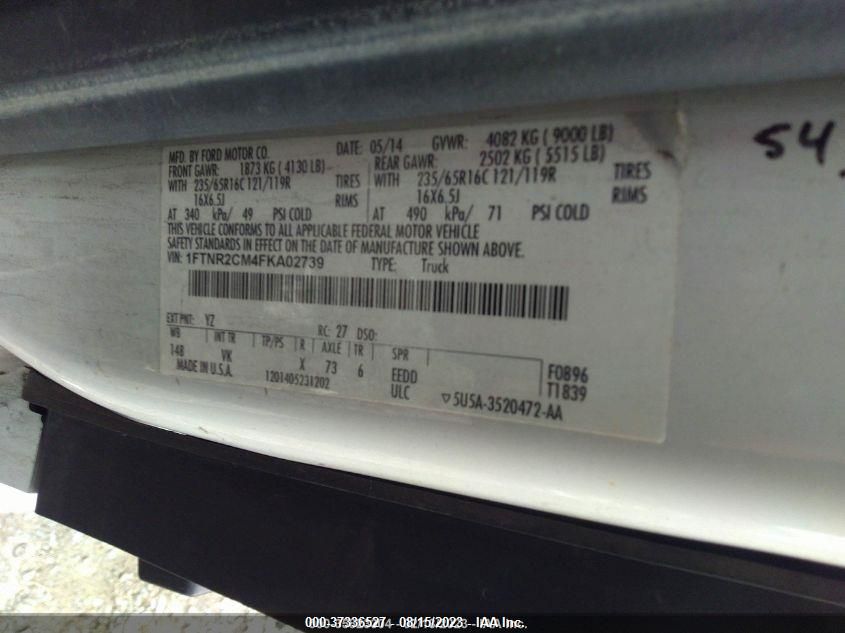 MFD. BY FORD MOTOR CO.
DATE: 05/14 GVWR: 4082 KG ( 9000 LB)
FRONT GAWR: 1873 KG ( 4130 LB)
REAR GAWR: 2502 KG ( 5515 LB)
WITH 235/65R16C 121/119R TIRES
WITH 235/65R16C 121/119R TIRES
16X6.5J RIMS
16X6.5J RIMS
AT 340 kPa/ 49 PSI COLD
AT 490 kPa/ 71 PSI COLD
THIS VEHICLE CONFORMS TO ALL APPLICABLE FEDERAL MOTOR VEHICLE
SAFETY STANDARDS IN EFFECT ON THE DATE OF MANUFACTURE SHOWN ABOVE.
VIN: 1FTNR2CM4FKA02739 TYPE: Truck
EXT PNT: YZ RC: 27 DSO:
WB INT TR TP/PS R AXLE TR SPR
148 VK X 73 6 EEDD F0896
MADE IN U.S.A. 1201405231202 ULC T1839
▽5U5A-3520472-AA
54
000-37336527 08/15/2023 IAA Inc.